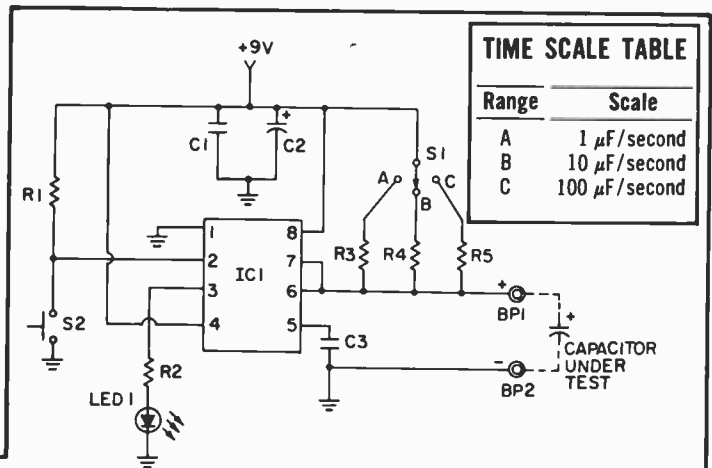 +9V
TIME SCALE TABLE
Range Scale
A 1 µF/second
B 10 µF/second
C 100 µF/second
C1
+
C2
S1
A
C
B
R1
R3
R4
R5
1
8
2
7
IC1
3
6
4
5
S2
R2
C3
LED1
+
BP1
+
CAPACITOR
UNDER
TEST
-
BP2